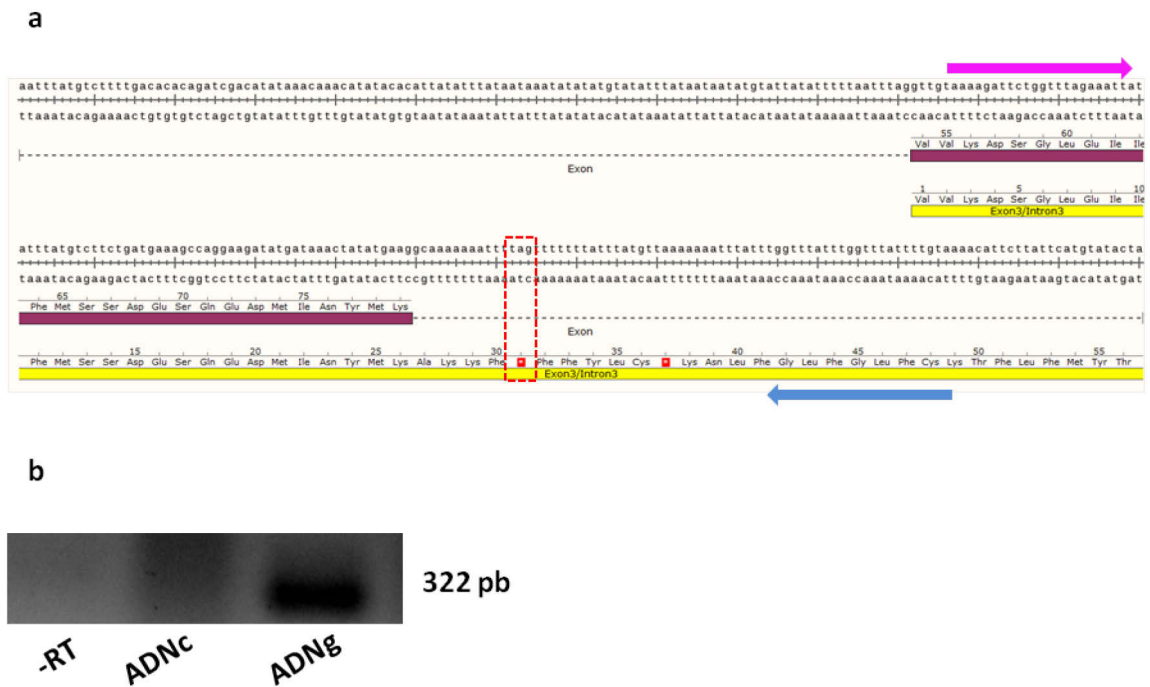 a
aatttatgtcttttgacacacagatcgacatataaacaaacatatacacattatatttataataaatatatatgtatatttataataatatgtattatatttttaatttaggttgtaaaagattctggtttagaaattat
ttaaatacagaaaactgtgtgtctagctgtatatttgtttgtatatgtgtaatataaatattatttatatatacatataaatattattatacataatataaaaattaaatccaacattttctaagaccaaatctttaata
55 60
Val Val Lys Asp Ser Gly Leu Glu Ile Ile
Exon
1 5 10
Val Val Lys Asp Ser Gly Leu Glu Ile Ile
Exon3/Intron3
atttatgtcttctgatgaaagccaggaagatatgataaactatatgaaggcaaaaaaattttagtttttttatttatgttaaaaaaatttatttggtttatttggtttattttgtaaaacattcttattcatgtatacta
taaatacagaagactactttcggtccttctatactatttgatatacttccgtttttttaaaatcaaaaaaataaatacaatttttttaaataaaccaaataaaccaaataaaacattttgtaagaataagtacatatgat
65 70 75
Phe Met Ser Ser Asp Glu Ser Gln Glu Asp Met Ile Asn Tyr Met Lys
Exon
15 20 25 30 35 40 45 50 55
Phe Met Ser Ser Asp Glu Ser Gln Glu Asp Met Ile Asn Tyr Met Lys Ala Lys Lys Phe Phe Phe Tyr Leu Cys Lys Asn Leu Phe Gly Leu Phe Gly Leu Phe Cys Lys Thr Phe Leu Phe Met Tyr Thr
Exon3/Intron3
b
322 pb
-RT ADNc ADNg